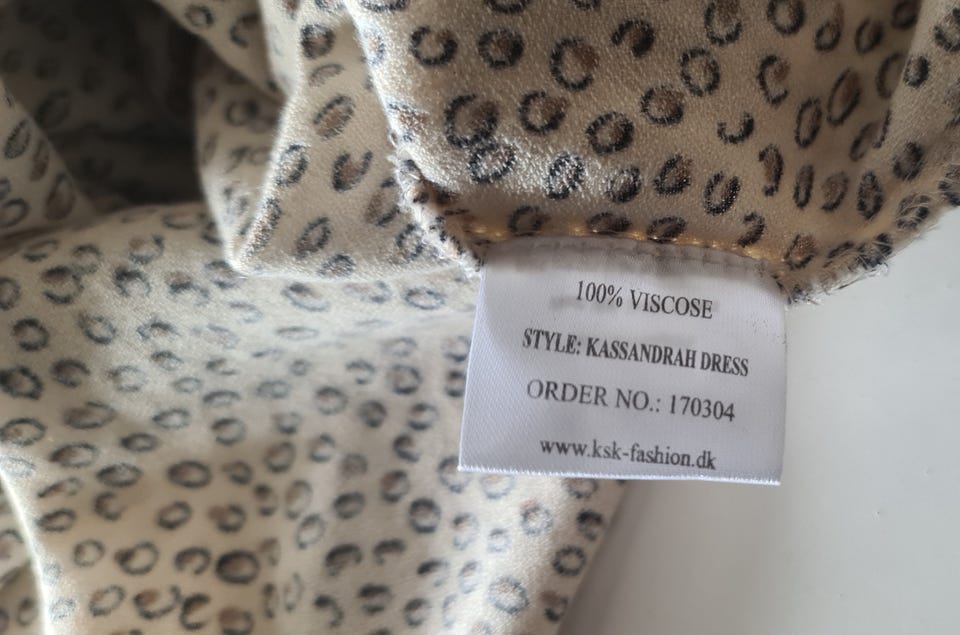 100% VISCOSE
STYLE: KASSANDRAH DRESS
ORDER NO.: 170304
www.ksk-fashion.dk